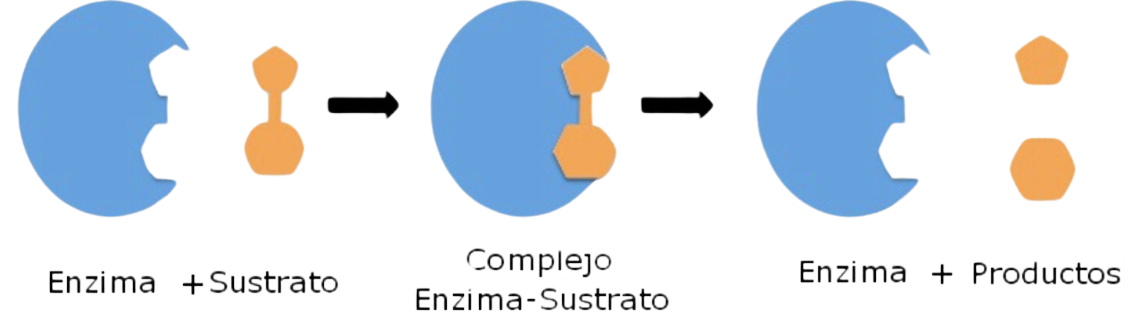 Enzima + Sustrato
Complejo
Enzima-Sustrato
Enzima + Productos